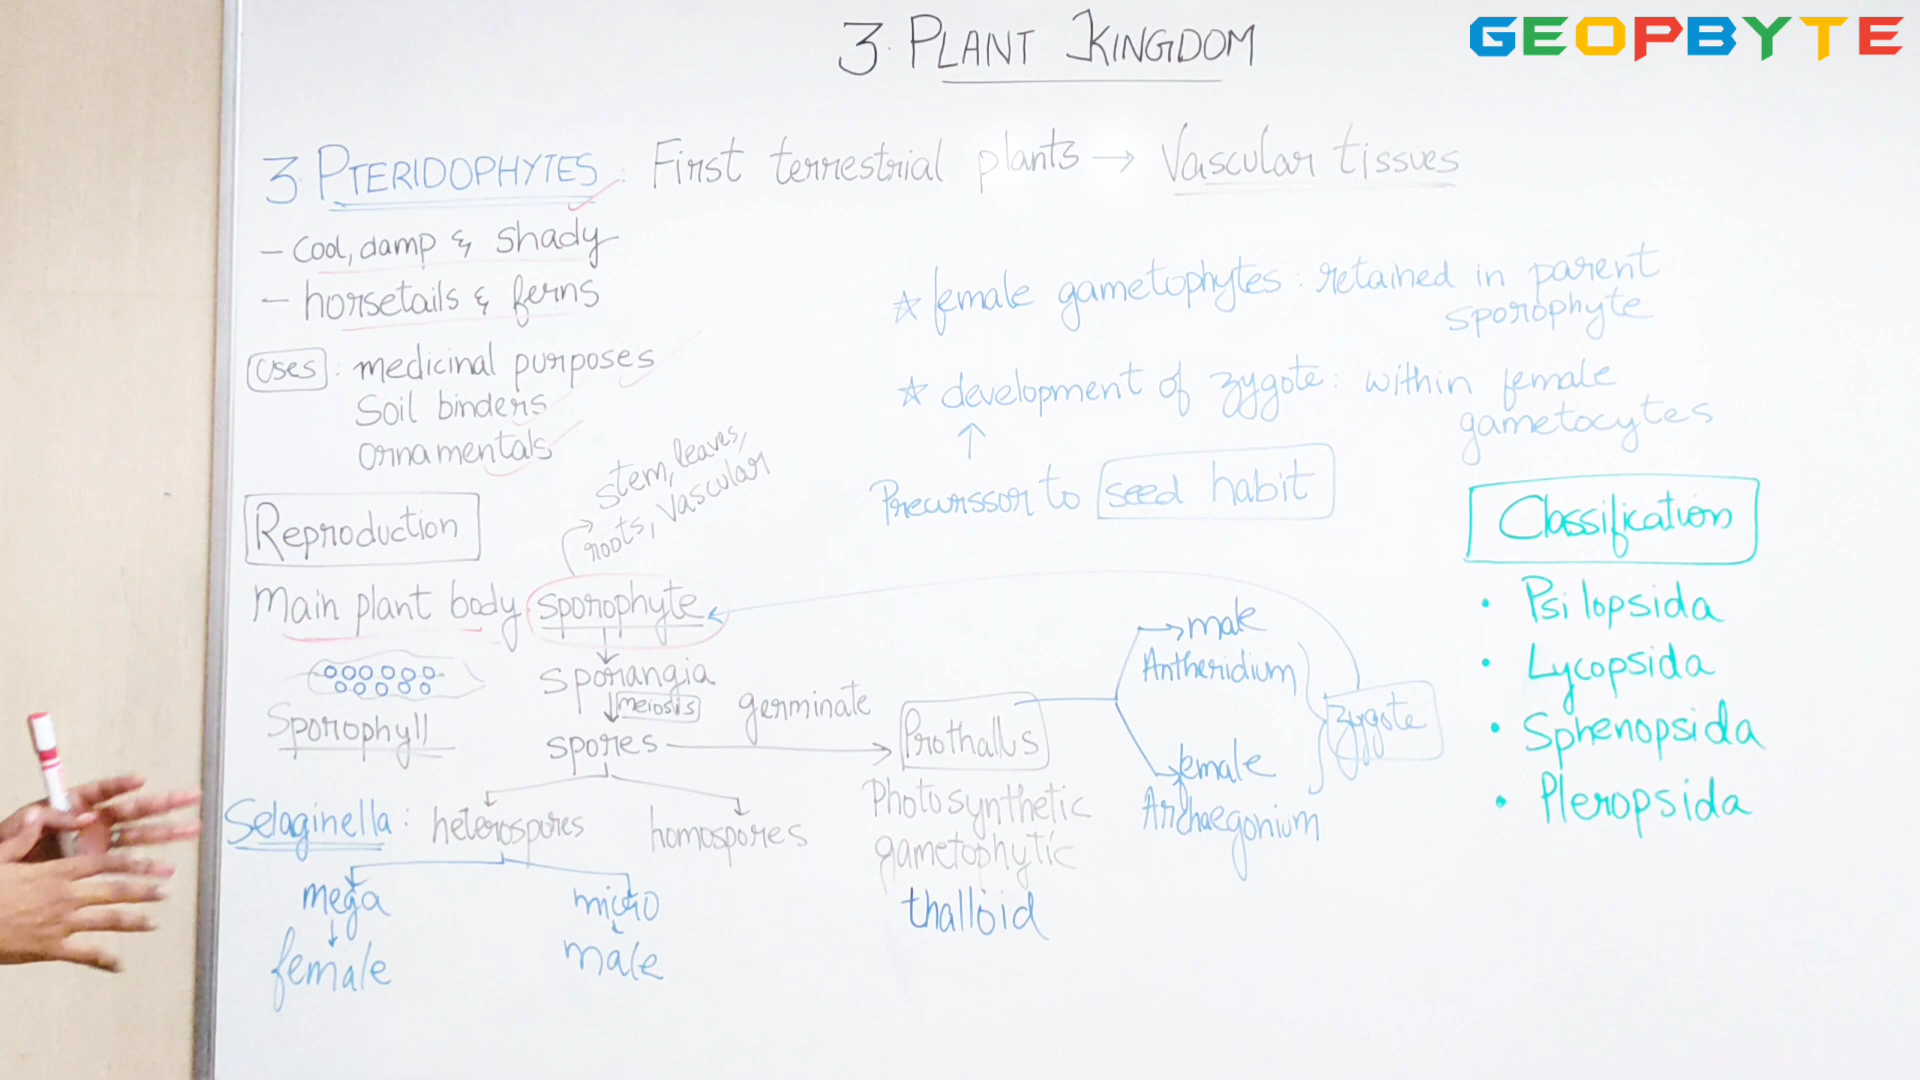 3. PLANT KINGDOM
GEOPBYTE
3. PTERIDOPHYTES : First terrestrial plants → Vascular tissues
- cool, damp & shady
- horsetails & ferns
uses : medicinal purposes
Soil binders
ornamentals
☆ female gametophytes : retained in parent
sporophyte
☆ development of zygote : within female
gametocytes
↑
Precurssor to seed habit
Reproduction
stem, leaves,
roots, vascular
Main plant body : sporophyte
sporangia
meiosis
spores
germinate
Sporophyll
Selaginella : heterospores
homospores
mega
female
micro
male
Prothallus
Photosynthetic
gametophytic
thalloid
male
Antheridium
female
Archaegonium
zygote
Classification
• Psilopsida
• Lycopsida
• Sphenopsida
• Pleropsida